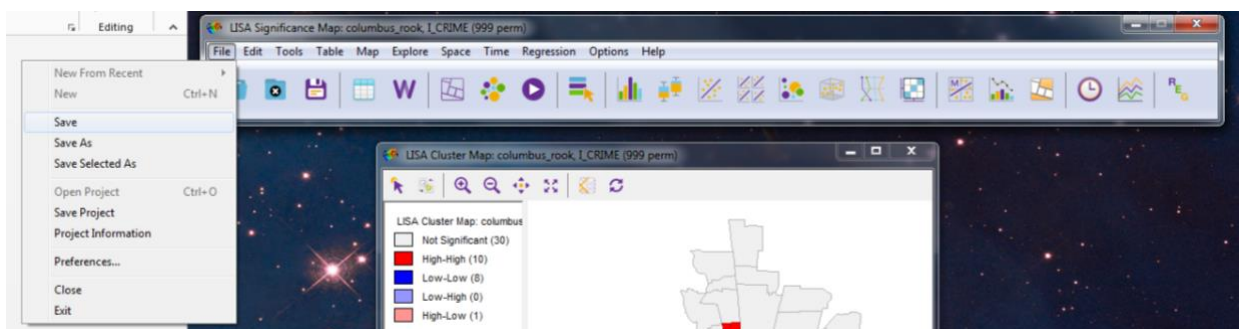 Editing
LISA Significance Map: columbus_rook, I_CRIME (999 perm)
File Edit Tools Table Map Explore Space Time Regression Options Help
New From Recent
New Ctrl+N
Save
Save As
Save Selected As
Open Project Ctrl+O
Save Project
Project Information
Preferences...
Close
Exit
W
M
REG
LISA Cluster Map: columbus_rook, I_CRIME (999 perm)
LISA Cluster Map: columbus
Not Significant (30)
High-High (10)
Low-Low (8)
Low-High (0)
High-Low (1)